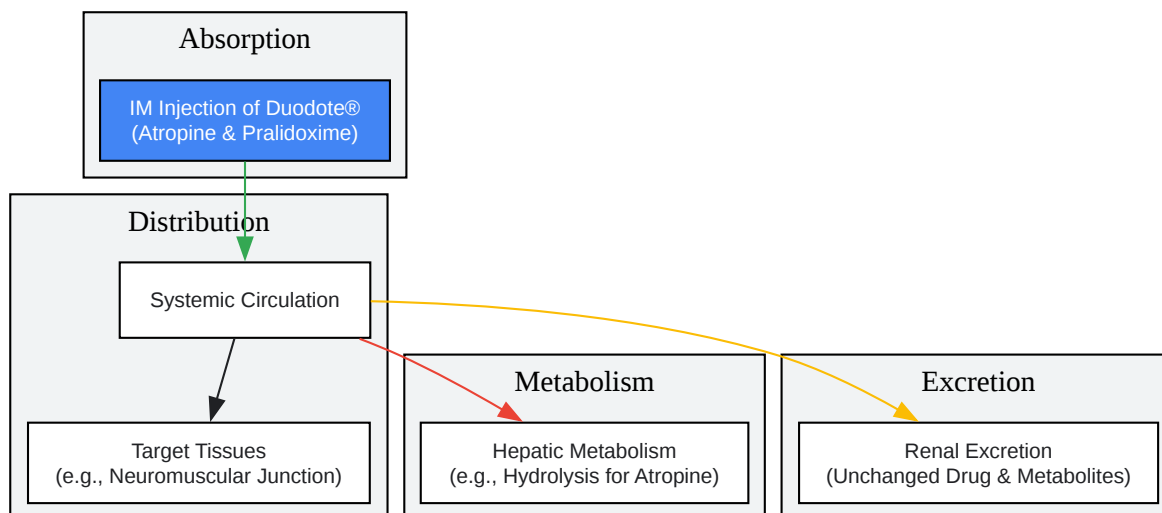 Absorption
IM Injection of Duodote®
(Atropine & Pralidoxime)
Distribution
Systemic Circulation
Target Tissues
(e.g., Neuromuscular Junction)
Metabolism
Hepatic Metabolism
(e.g., Hydrolysis for Atropine)
Excretion
Renal Excretion
(Unchanged Drug & Metabolites)